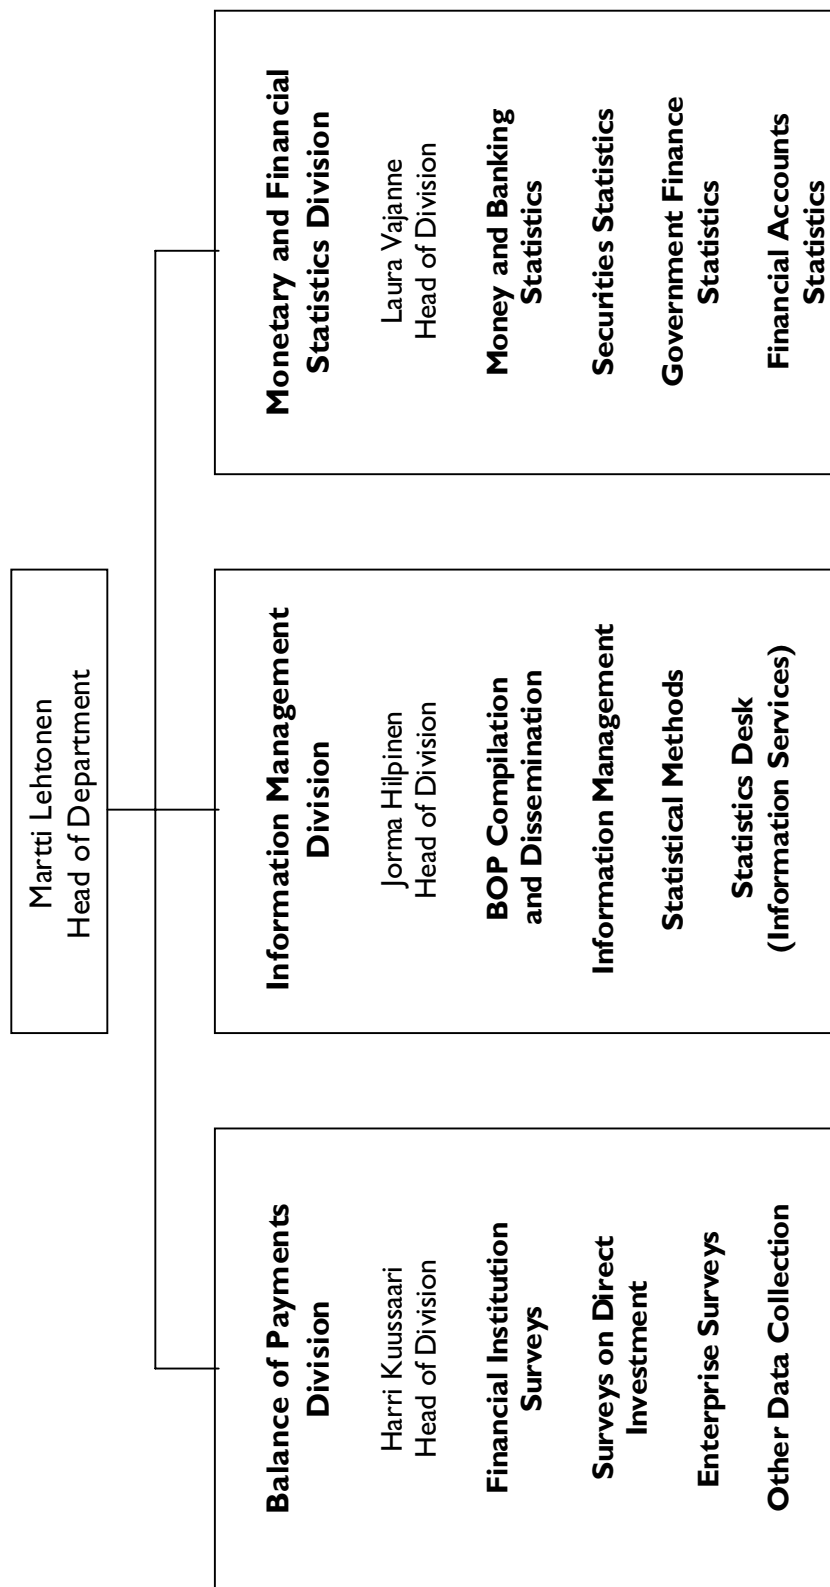 Martti Lehtonen
Head of Department
Balance of Payments
Division
Harri Kuussaari
Head of Division
Financial Institution
Surveys
Surveys on Direct
Investment
Enterprise Surveys
Other Data Collection
Information Management
Division
Jorma Hilpinen
Head of Division
BOP Compilation
and Dissemination
Information Management
Statistical Methods
Statistics Desk
(Information Services)
Monetary and Financial
Statistics Division
Laura Vajanne
Head of Division
Money and Banking
Statistics
Securities Statistics
Government Finance
Statistics
Financial Accounts
Statistics